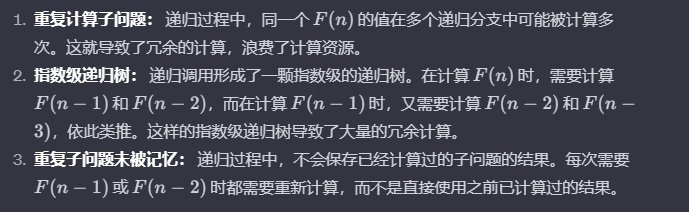 1. 重复计算子问题： 递归过程中，同一个 F(n) 的值在多个递归分支中可能被计算多
次。这就导致了冗余的计算，浪费了计算资源。
2. 指数级递归树： 递归调用形成了一颗指数级的递归树。在计算 F(n) 时，需要计算
F(n − 1) 和 F(n − 2)，而在计算 F(n − 1) 时，又需要计算 F(n − 2) 和 F(n −
3)，依此类推。这样的指数级递归树导致了大量的冗余计算。
3. 重复子问题未被记忆： 递归过程中，不会保存已经计算过的子问题的结果。每次需要
F(n − 1) 或 F(n − 2) 时都需要重新计算，而不是直接使用之前已计算过的结果。